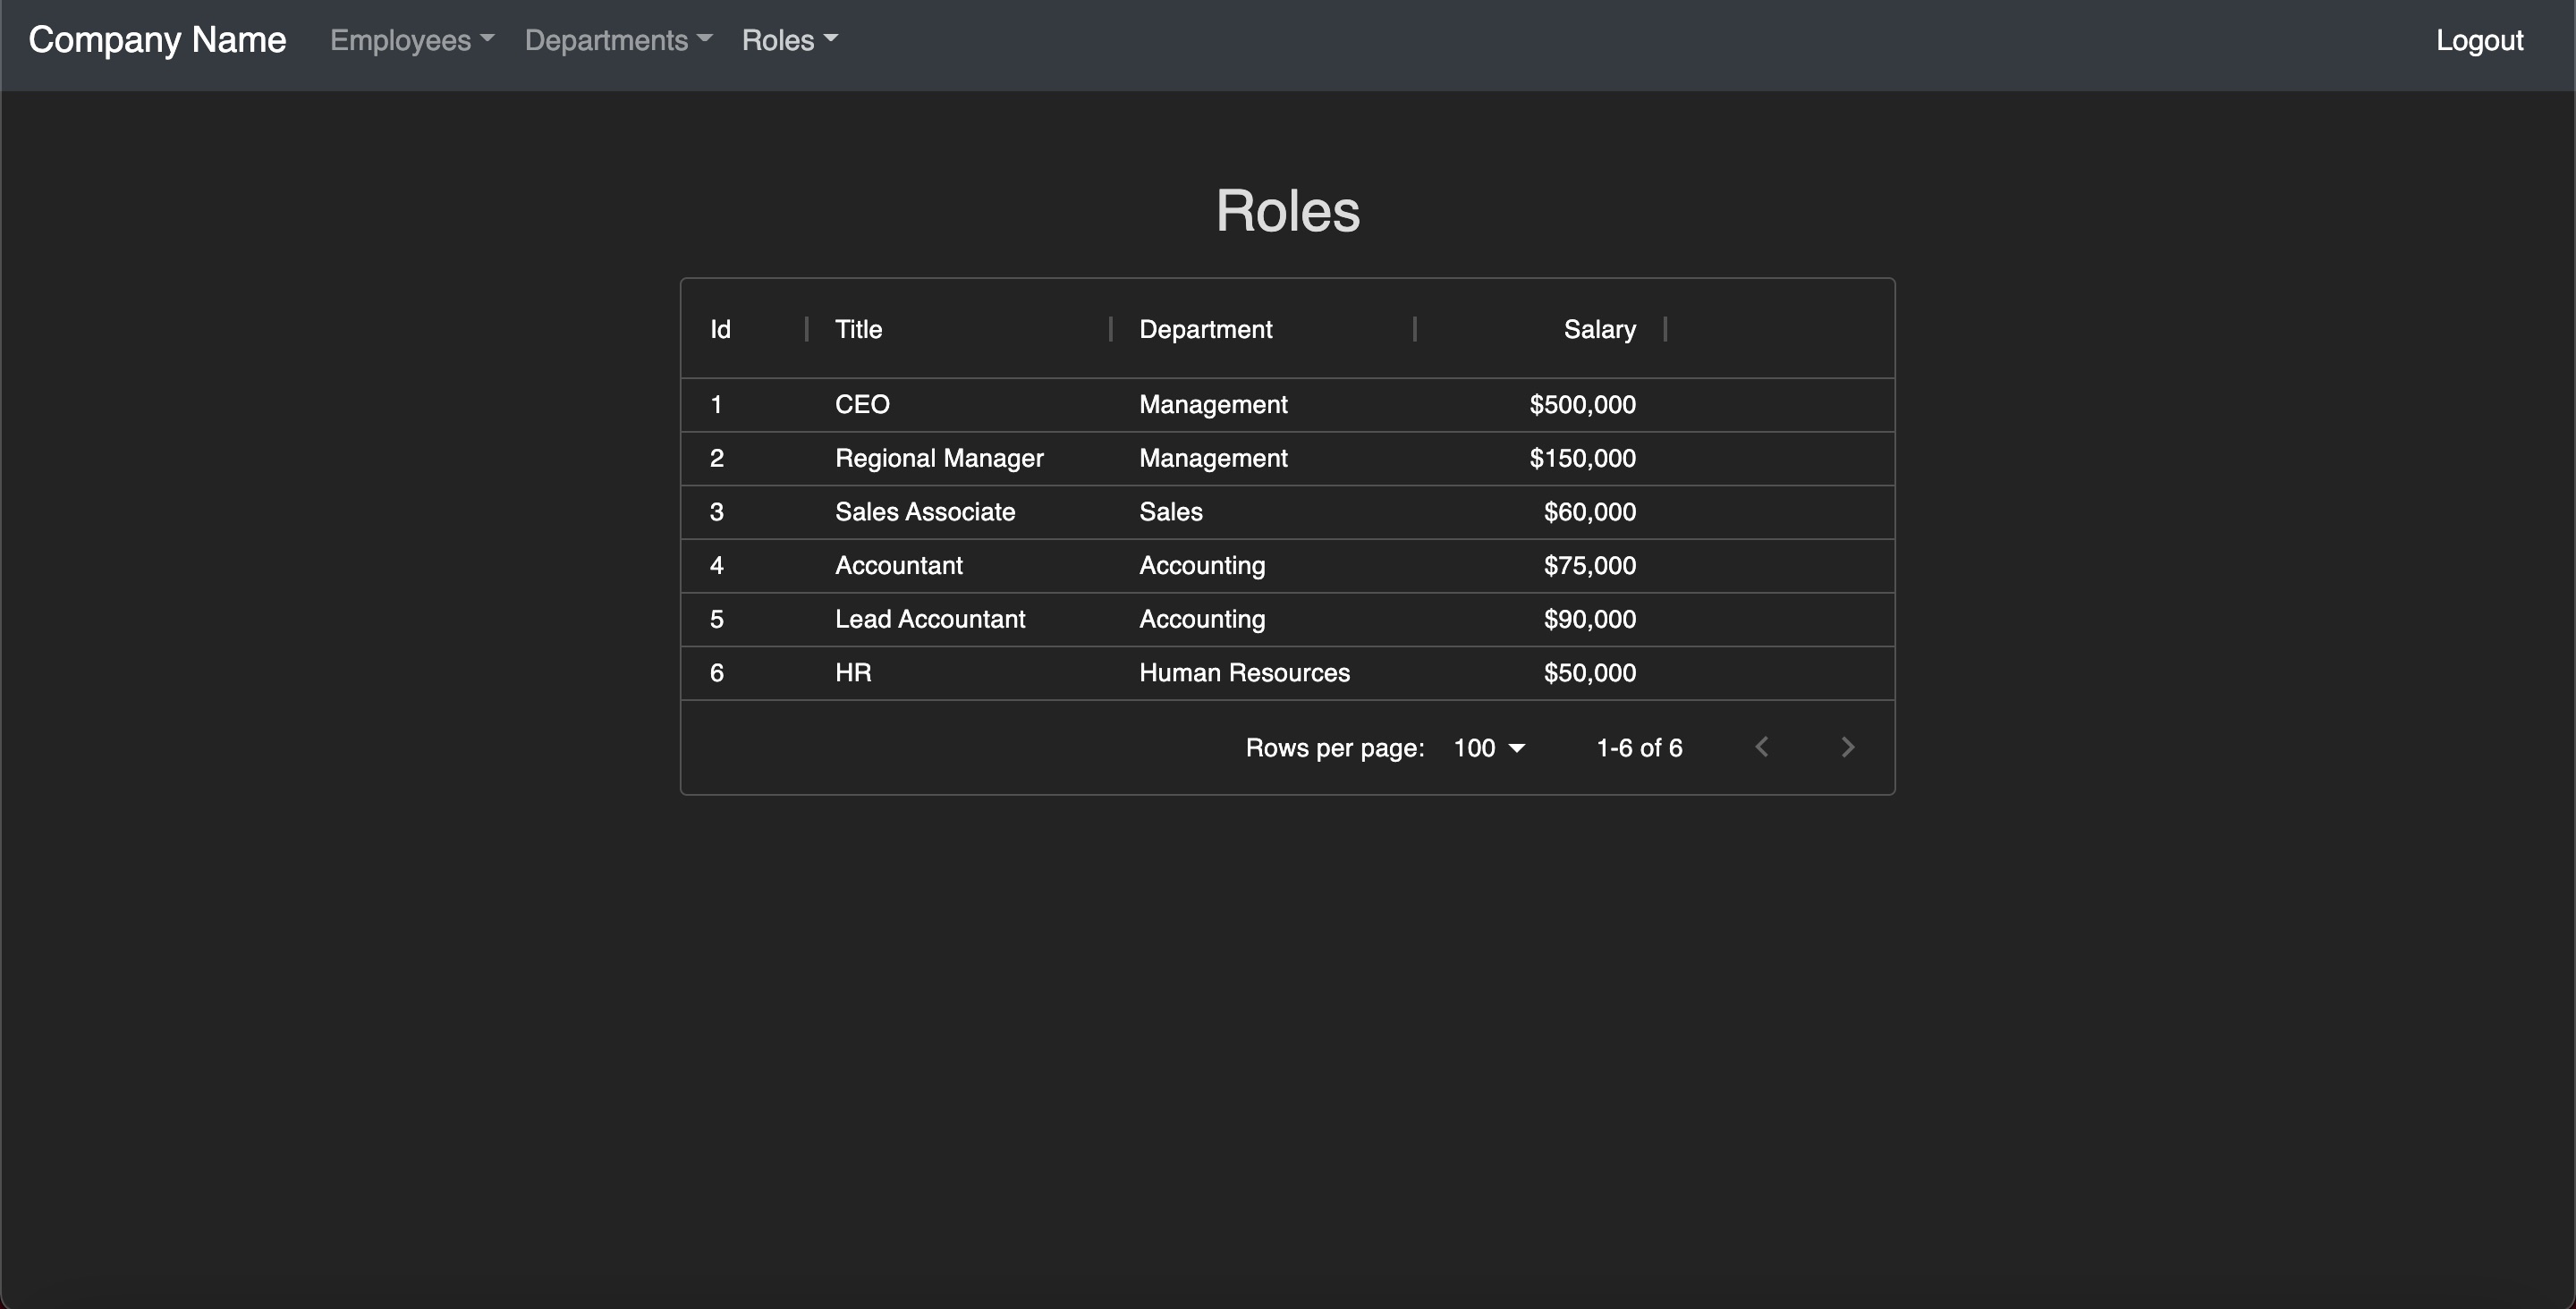 Company Name Employees Departments Roles Logout
Roles
Id Title Department Salary
1 CEO Management $500,000
2 Regional Manager Management $150,000
3 Sales Associate Sales $60,000
4 Accountant Accounting $75,000
5 Lead Accountant Accounting $90,000
6 HR Human Resources $50,000
Rows per page: 100 1-6 of 6